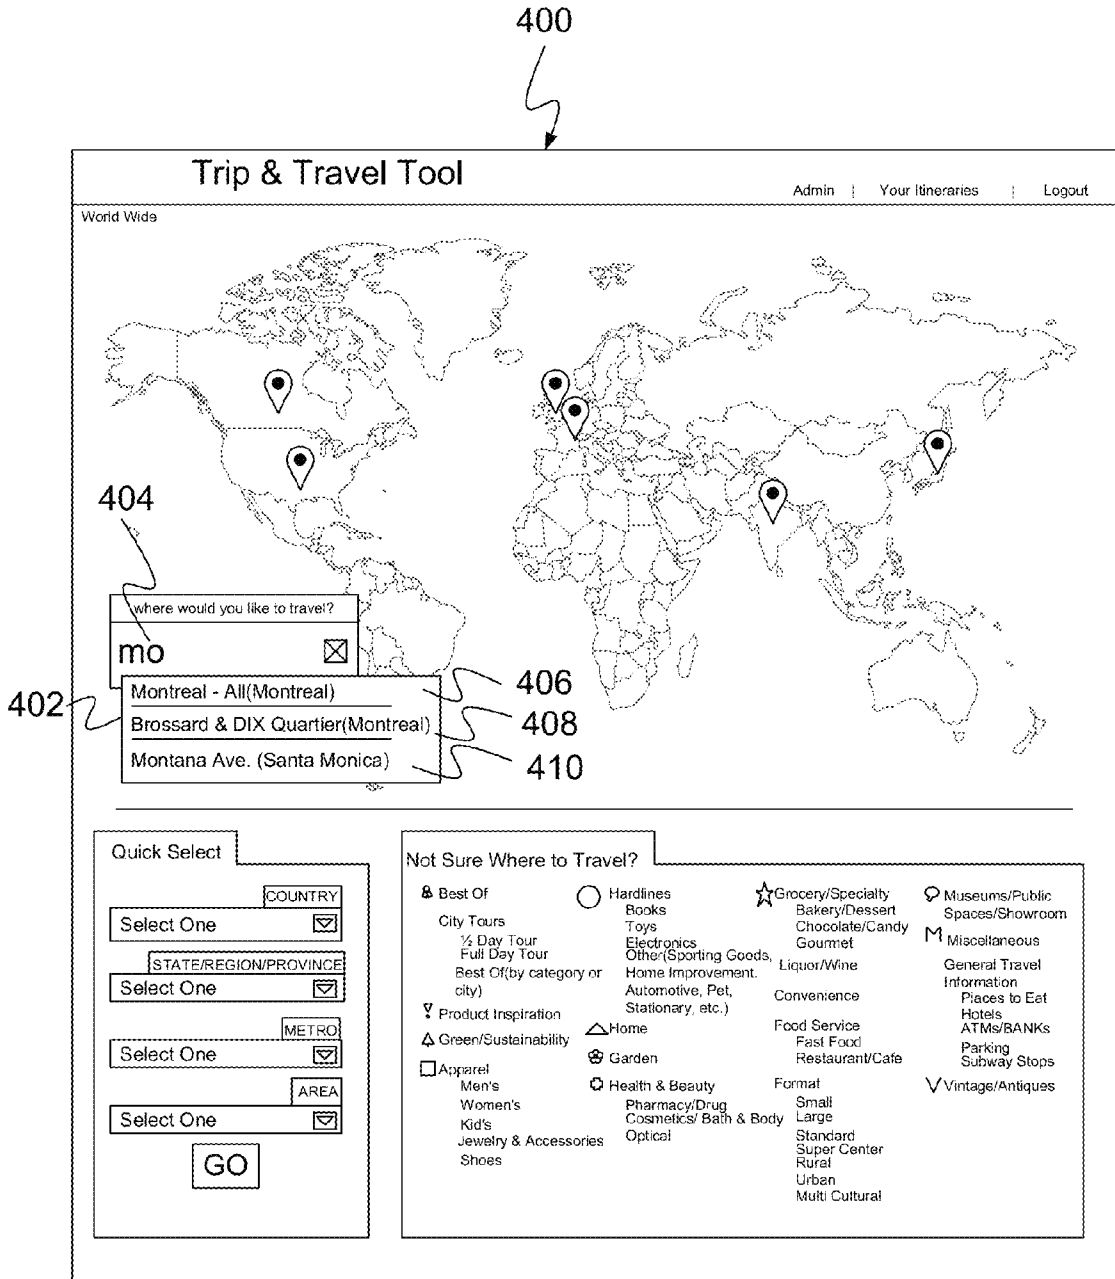 400
Trip & Travel Tool
Admin | Your Itineraries | Logout
World Wide
404
where would you like to travel?
mo
402
Montreal - All(Montreal)
406
Brossard & DIX Quartier(Montreal)
408
Montana Ave. (Santa Monica)
410
Quick Select
COUNTRY
Select One
STATE/REGION/PROVINCE
Select One
METRO
Select One
AREA
Select One
GO
Not Sure Where to Travel?
Best Of
City Tours
½ Day Tour
Full Day Tour
Best Of(by category or
city)
Product Inspiration
Green/Sustainability
Apparel
Men's
Women's
Kid's
Jewelry & Accessories
Shoes
Hardlines
Books
Toys
Electronics
Other(Sporting Goods,
Home Improvement.
Automotive, Pet,
Stationary, etc.)
Home
Garden
Health & Beauty
Pharmacy/Drug
Cosmetics/ Bath & Body
Optical
Grocery/Specialty
Bakery/Dessert
Chocolate/Candy
Gourmet
Liquor/Wine
Convenience
Food Service
Fast Food
Restaurant/Cafe
Format
Small
Large
Standard
Super Center
Rural
Urban
Multi Cultural
Museums/Public
Spaces/Showroom
Miscellaneous
General Travel
Information
Places to Eat
Hotels
ATMs/BANKs
Parking
Subway Stops
Vintage/Antiques